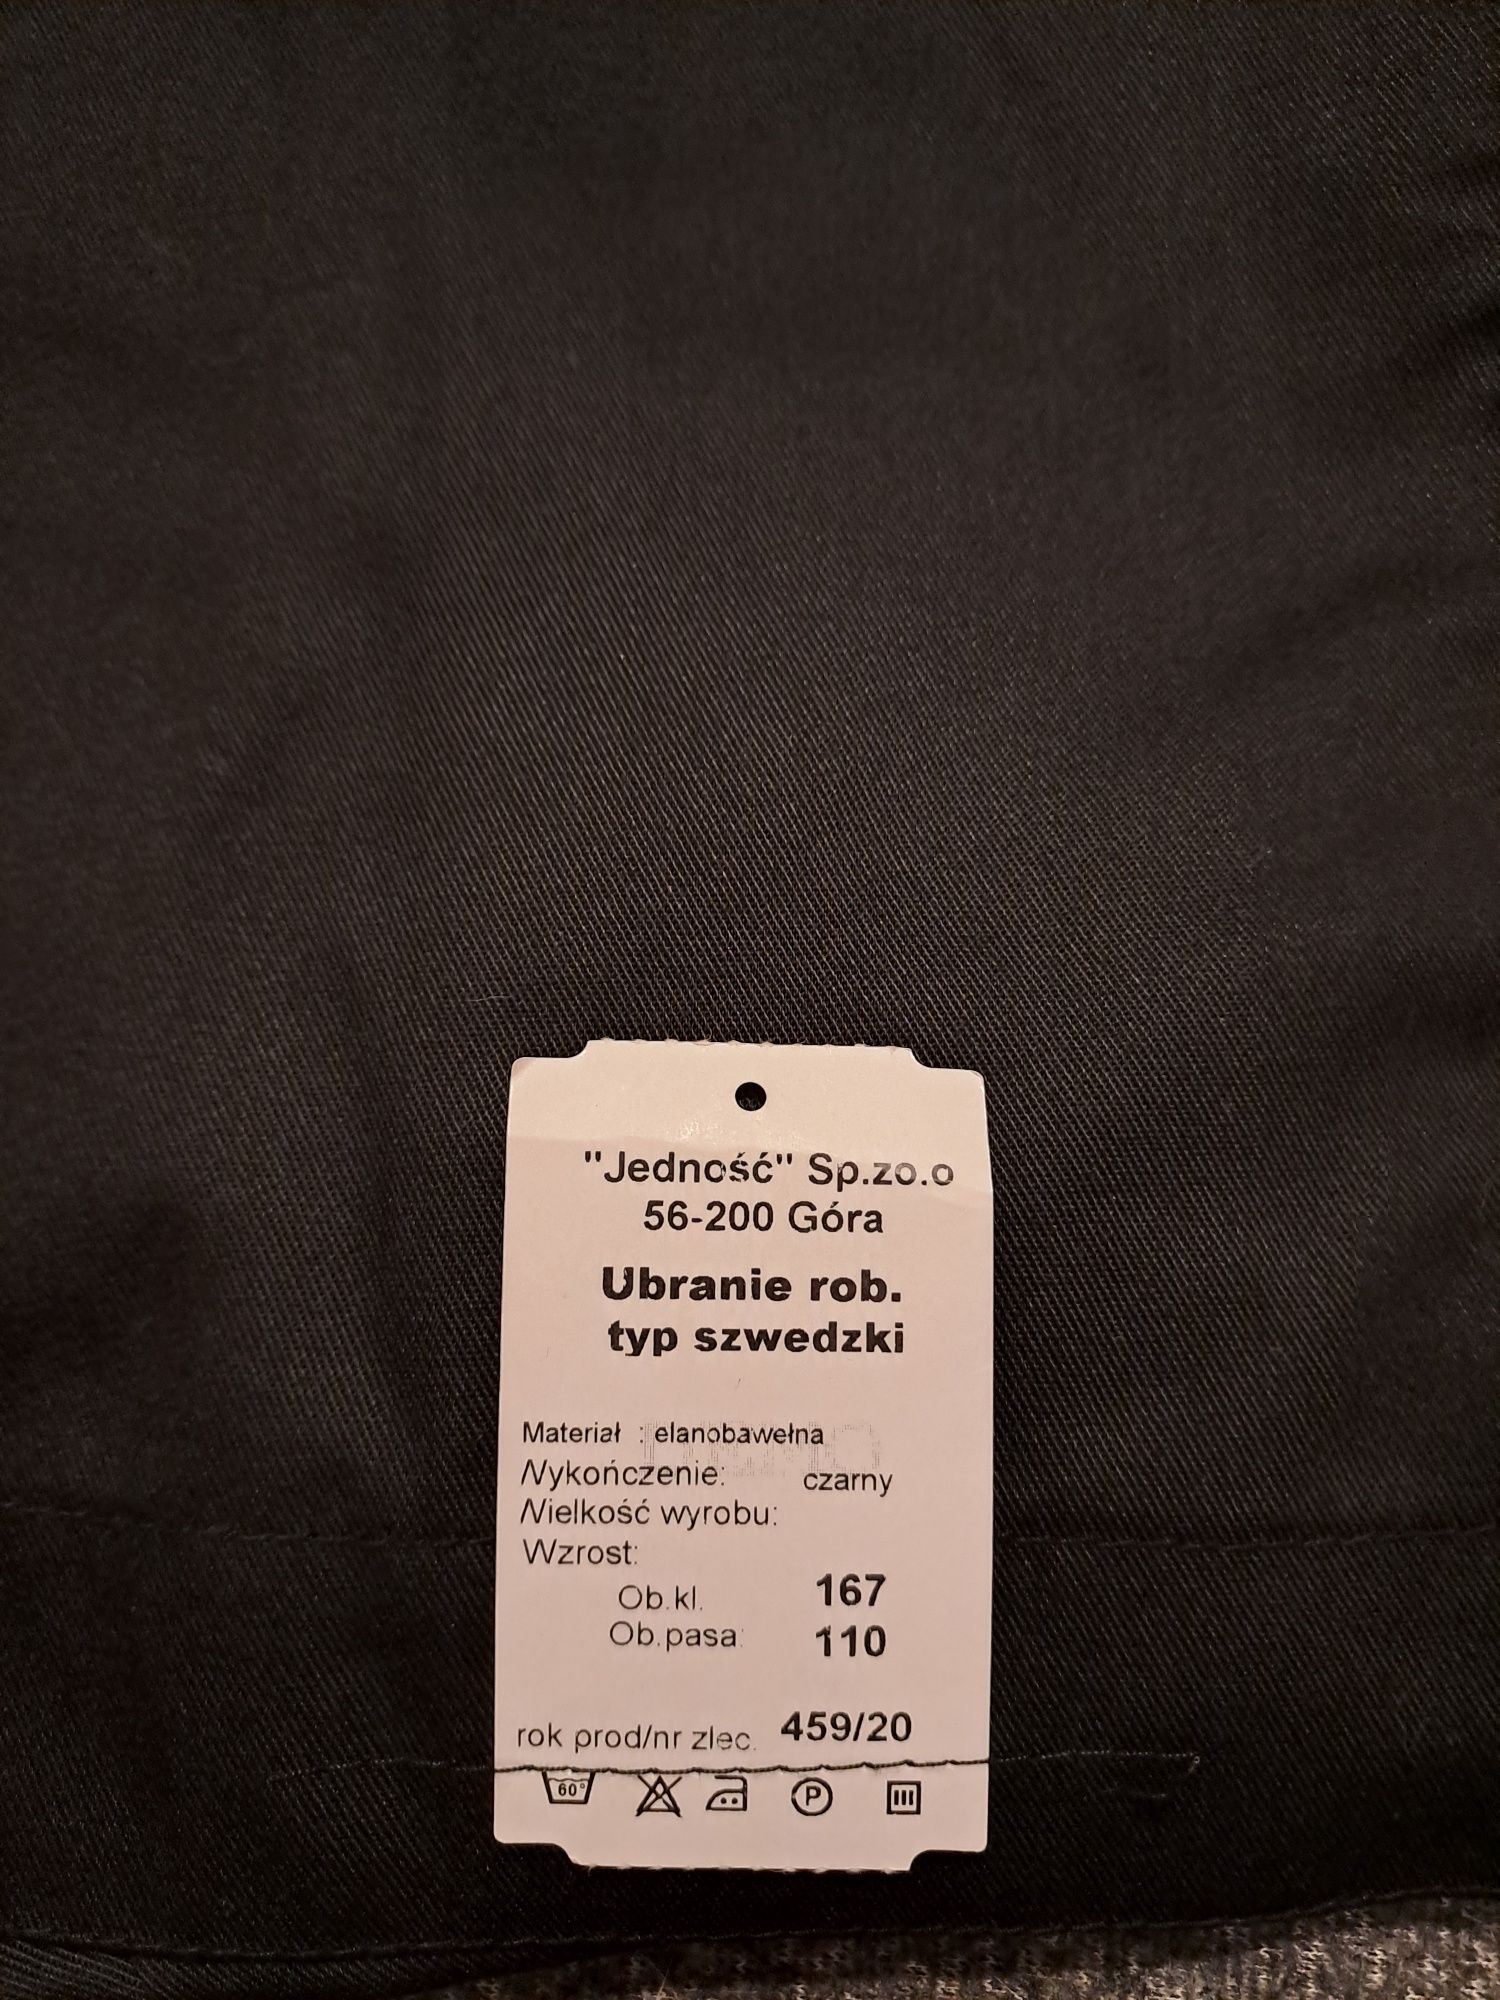 "Jedność" Sp.zo.o
56-200 Góra
Ubranie rob.
typ szwedzki
Materiał : elanobawełna
Wykończenie: czarny
Wielkość wyrobu:
Wzrost:
Ob.kl. 167
Ob.pasa: 110
rok prod/nr zlec. 459/20
60° P